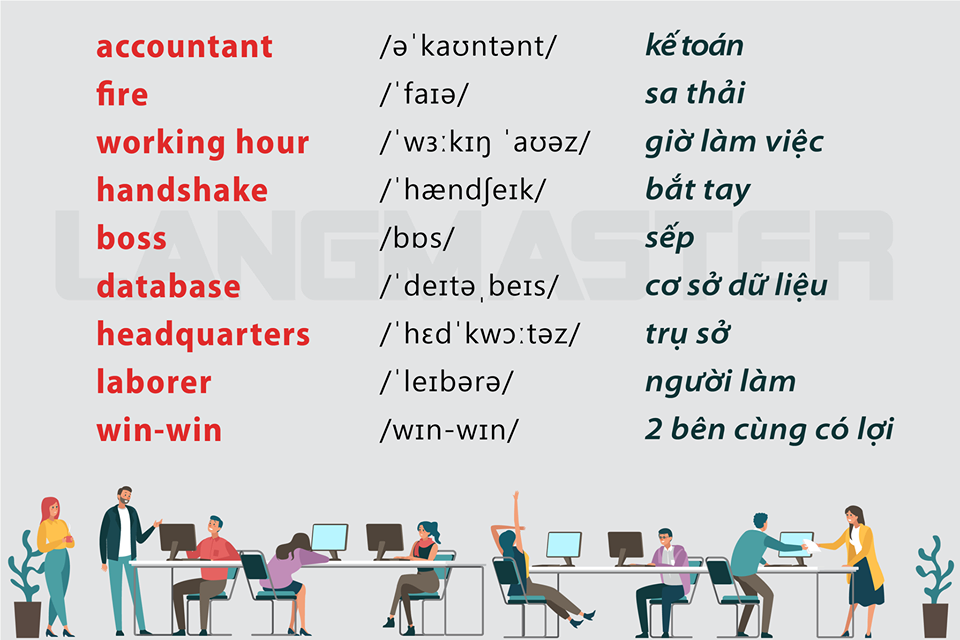 accountant /əˈkaʊntənt/ kế toán
fire /ˈfaɪə/ sa thải
working hour /ˈwɜːkɪŋ ˈaʊəz/ giờ làm việc
handshake /ˈhændʃeɪk/ bắt tay
LANGMASTER
boss /bɒs/ sếp
database /ˈdeɪtəˌbeɪs/ cơ sở dữ liệu
headquarters /ˈhɛdˈkwɔːtəz/ trụ sở
laborer /ˈleɪbərə/ người làm
win-win /wɪn-wɪn/ 2 bên cùng có lợi